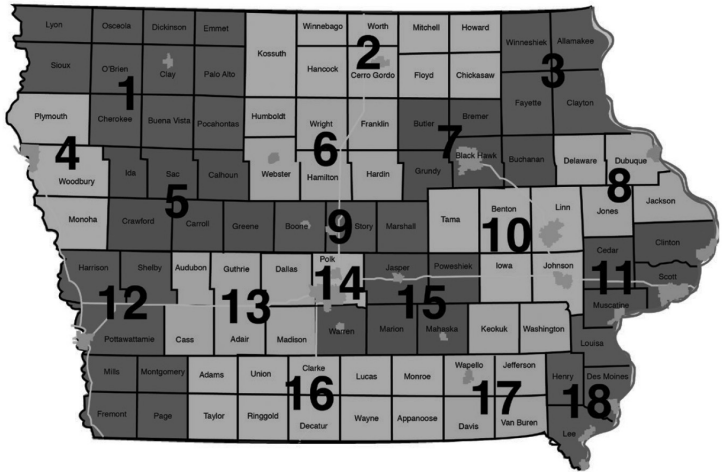 Lyon Osceola Dickinson Emmet Winnebago Worth Mitchell Howard
Kossuth Winneshiek Allamakee
2 3
Sioux O'Brien Clay Palo Alto Hancock Cerro Gordo Floyd Chickasaw
1
Plymouth Cherokee Buena Vista Pocahontas Humboldt Wright Franklin Butler Bremer Fayette Clayton
4 6 7
Woodbury Ida Sac Calhoun Webster Hamilton Hardin Grundy Black Hawk Buchanan Delaware Dubuque
5 8
Monoha Crawford Carroll Greene Boone Story Marshall Tama Benton Linn Jones Jackson
9 10
Harrison Shelby Audubon Guthrie Dallas Polk Jasper Poweshiek Iowa Johnson Cedar Clinton
Scott
12 13 14 15 11
Muscatine
Pottawattamie Cass Adair Madison Warren Marion Mahaska Keokuk Washington Louisa
Mills Montgomery Adams Union Clarke Lucas Monroe Wapello Jefferson Henry Des Moines
16 17 18
Fremont Page Taylor Ringgold Decatur Wayne Appanoose Davis Van Buren Lee